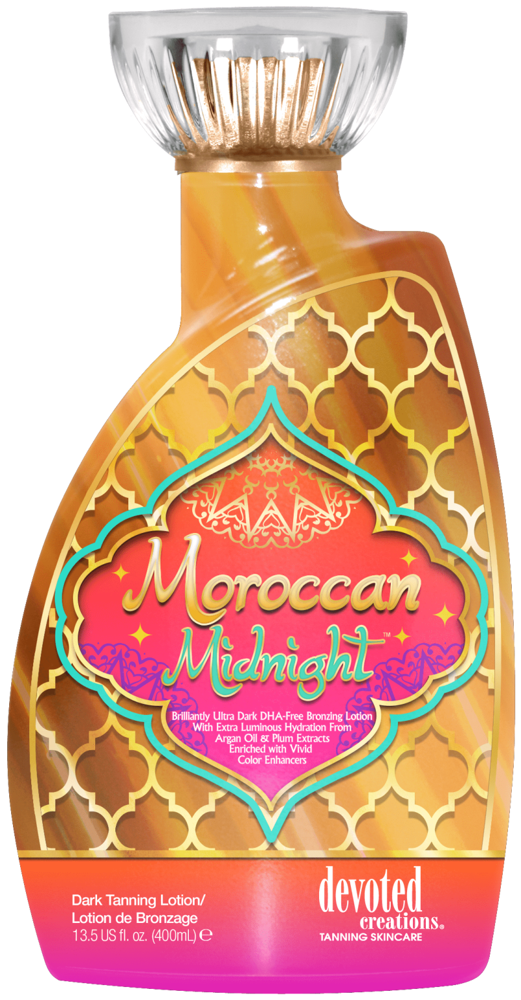 Moroccan
Midnight™
Brilliantly Ultra Dark DHA-Free Bronzing Lotion
With Extra Luminous Hydration From
Argan Oil & Plum Extracts
Enriched with Vivid
Color Enhancers
Dark Tanning Lotion/
Lotion de Bronzage
13.5 US fl. oz. (400mL) ℮
devoted
creations®
TANNING SKINCARE